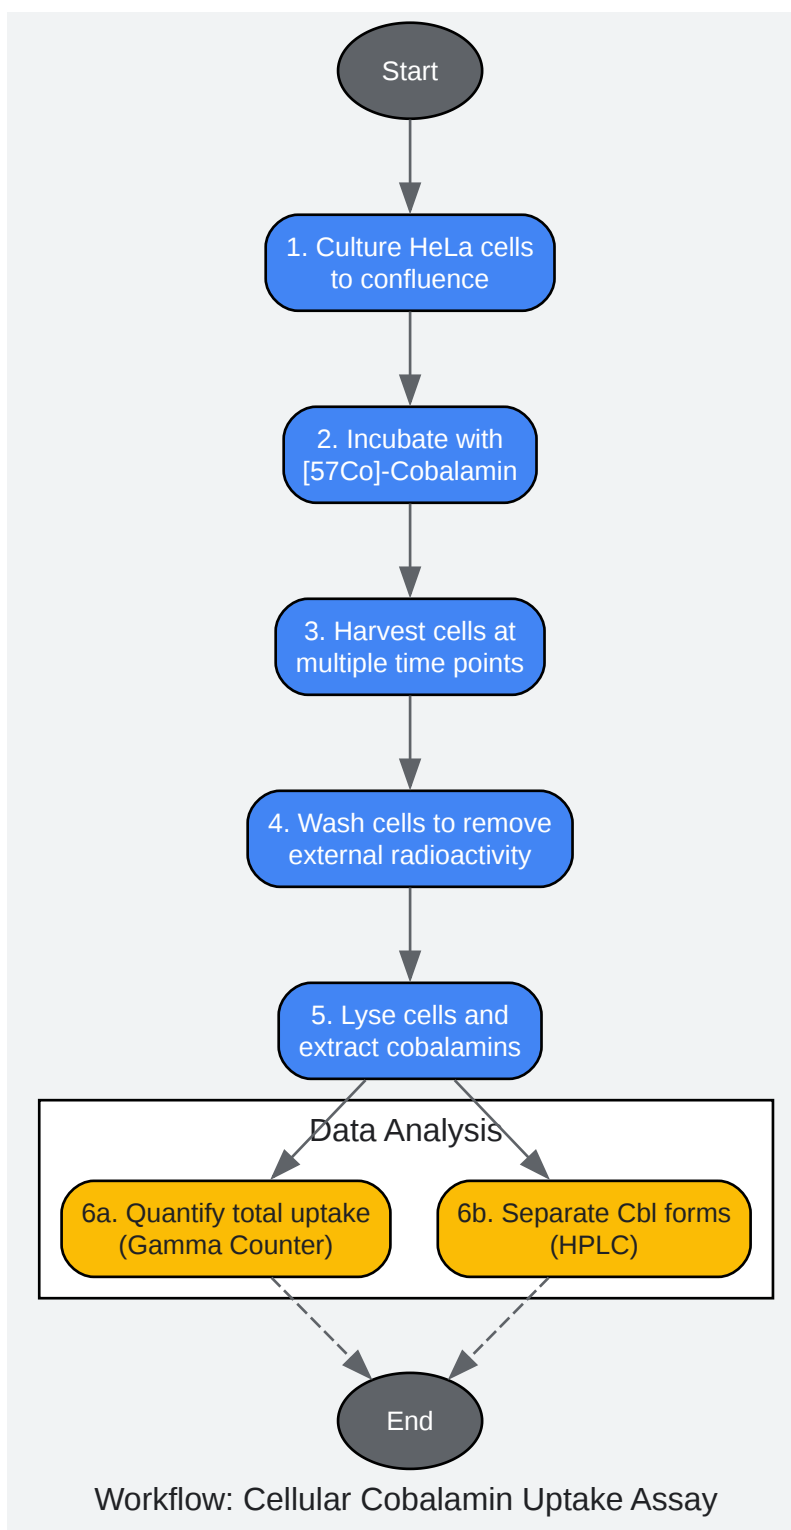 Start
1. Culture HeLa cells
to confluence
2. Incubate with
[57Co]-Cobalamin
3. Harvest cells at
multiple time points
4. Wash cells to remove
external radioactivity
5. Lyse cells and
extract cobalamins
Data Analysis
6a. Quantify total uptake
(Gamma Counter)
6b. Separate Cbl forms
(HPLC)
End
Workflow: Cellular Cobalamin Uptake Assay